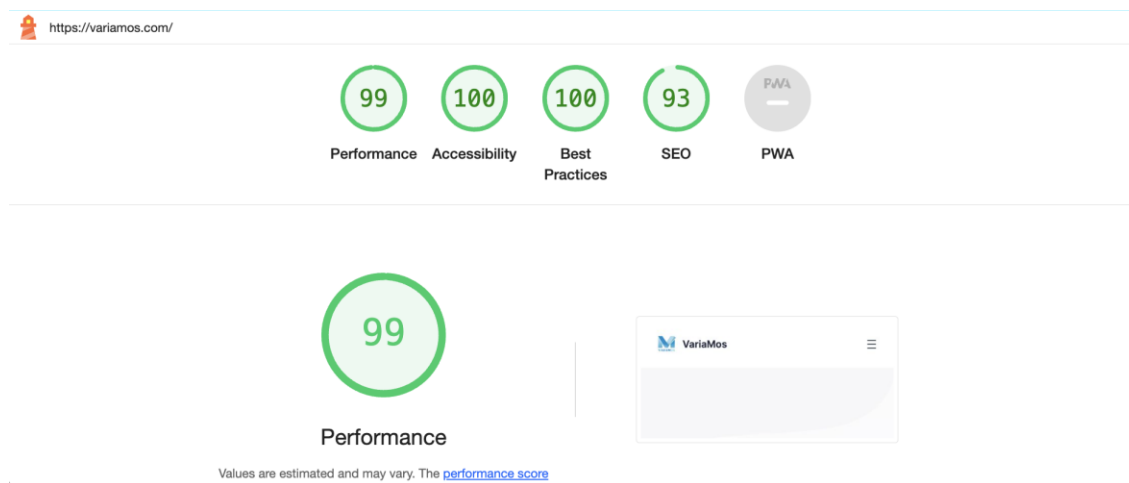 https://variamos.com/
99
100
100
93
PWA
Performance
Accessibility
Best
Practices
SEO
PWA
99
Performance
Values are estimated and may vary. The performance score
VariaMos